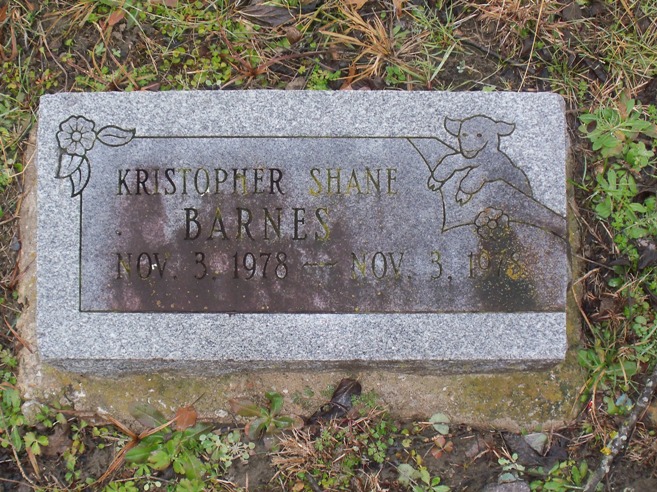 KRISTOPHER SHANE
BARNES
NOV. 3, 1978 — NOV. 3, 1978